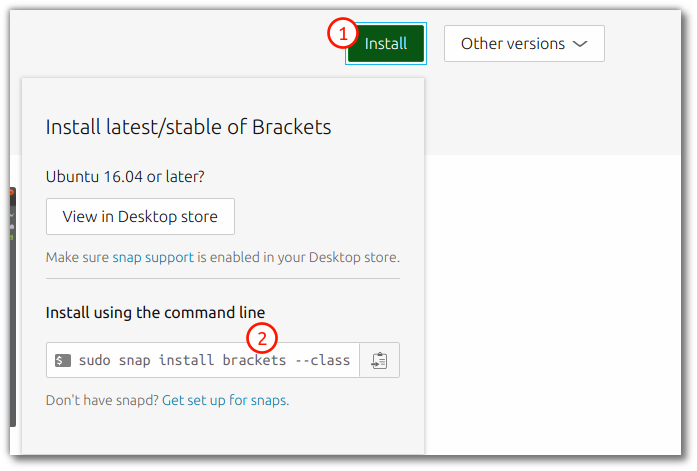 1 Install Other versions
Install latest/stable of Brackets
Ubuntu 16.04 or later?
View in Desktop store
Make sure snap support is enabled in your Desktop store.
Install using the command line
2
$ sudo snap install brackets --class
Don't have snapd? Get set up for snaps.